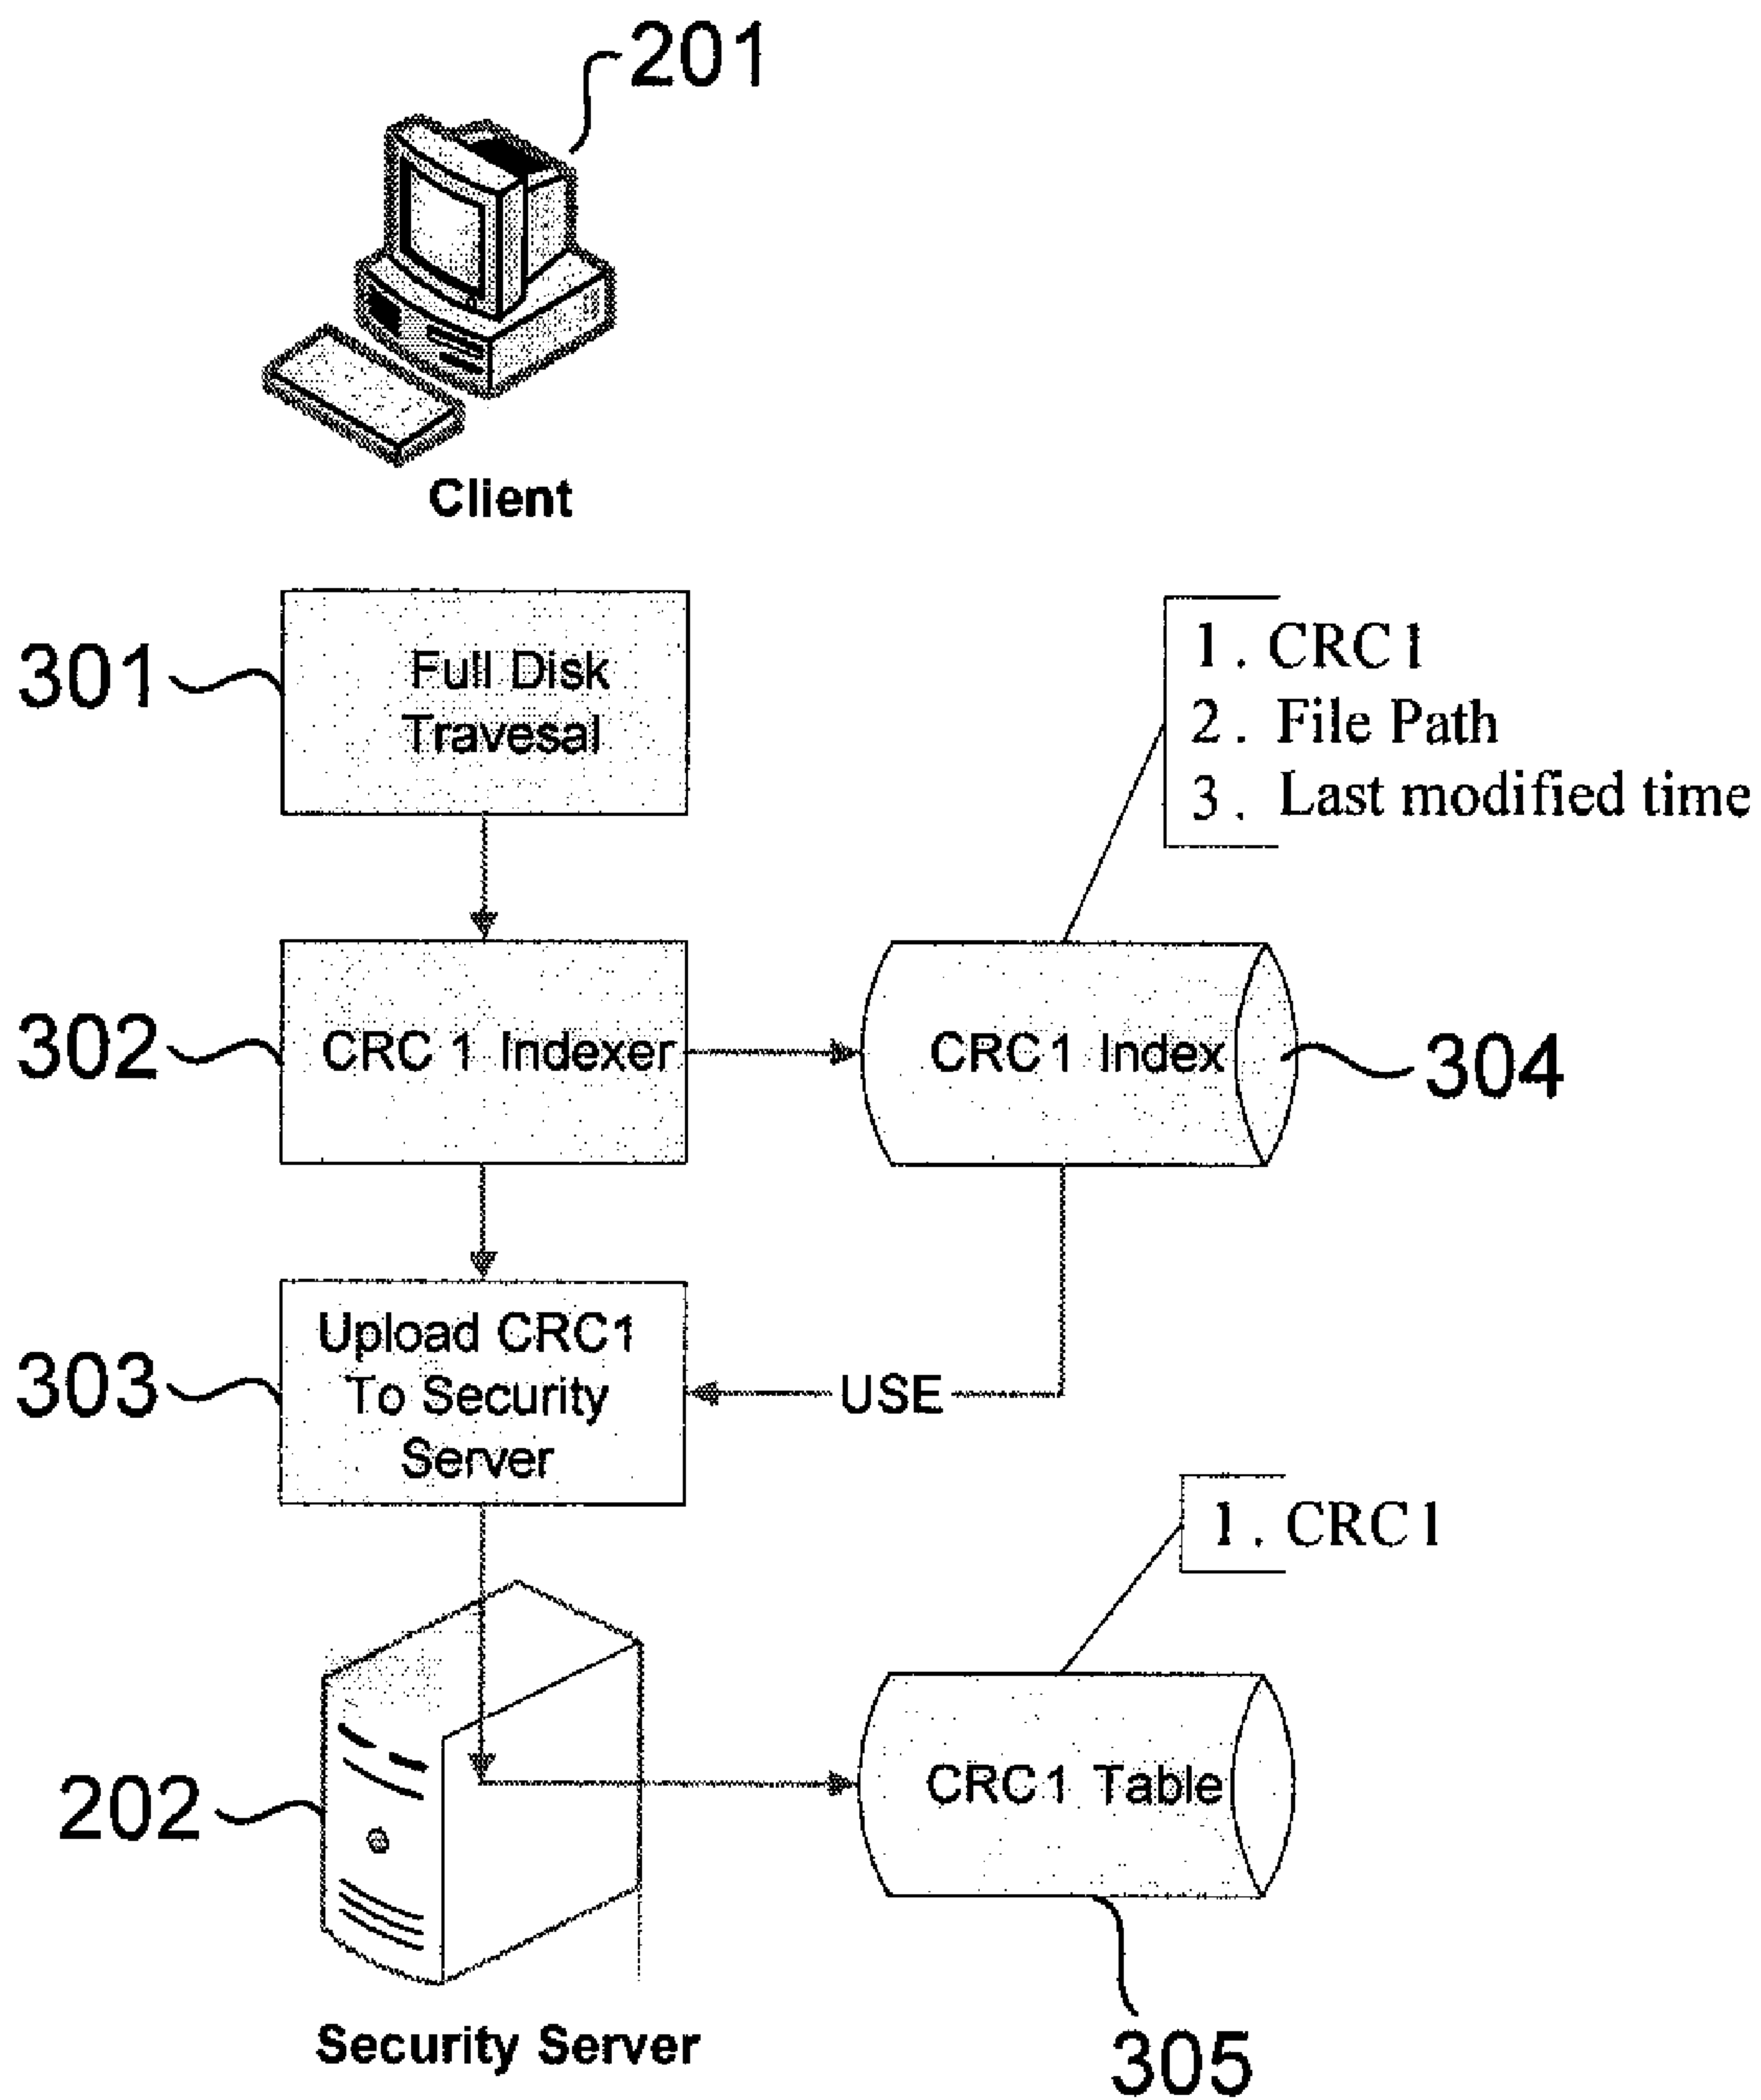 201
Client
301
Full Disk
Travesal
1. CRC1
2. File Path
3. Last modified time
302
CRC 1 Indexer
CRC1 Index
304
303
Upload CRC1
To Security
Server
USE
1. CRC1
202
CRC1 Table
Security Server
305